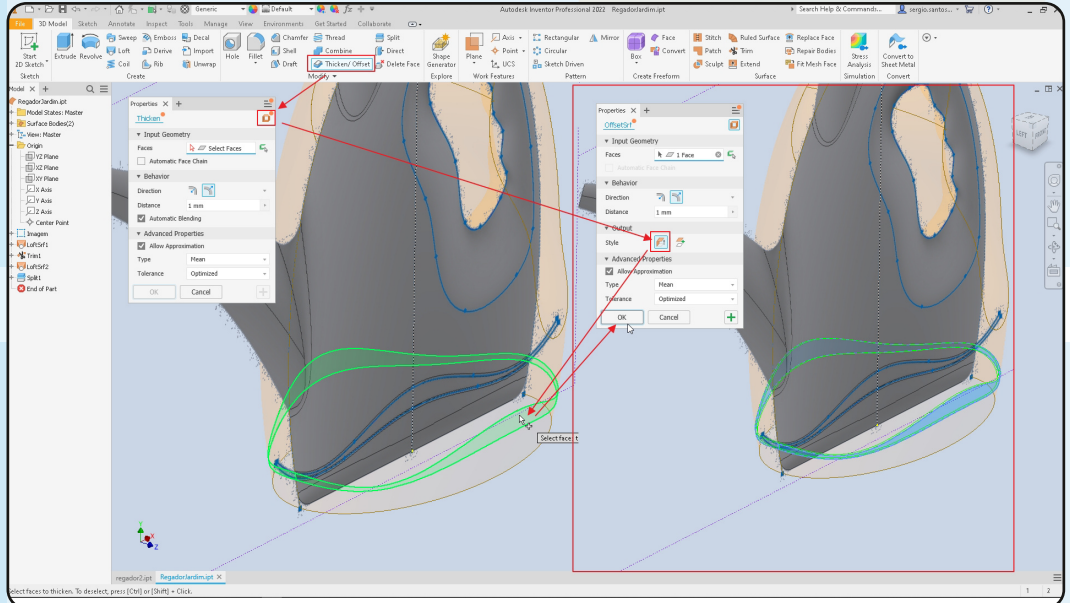 Generic
Default
Autodesk Inventor Professional 2022 RegadorJardim.ipt
Search Help & Commands...
sergio.santos...
File 3D Model Sketch Annotate Inspect Tools Manage View Environments Get Started Collaborate
Start
2D Sketch
Sketch
Extrude
Revolve
Sweep
Emboss
Decal
Loft
Derive
Import
Coil
Rib
Unwrap
Create
Hole
Fillet
Chamfer
Thread
Split
Shell
Combine
Direct
Draft
Thicken/ Offset
Delete Face
Modify
Shape
Generator
Explore
Plane
Axis
Point
UCS
Work Features
Rectangular
Mirror
Circular
Sketch Driven
Pattern
Box
Face
Convert
Create Freeform
Stitch
Ruled Surface
Replace Face
Patch
Trim
Repair Bodies
Sculpt
Extend
Fit Mesh Face
Surface
Stress
Analysis
Simulation
Convert to
Sheet Metal
Convert
Model
RegadorJardim.ipt
Model States: Master
Surface Bodies(2)
View: Master
Origin
YZ Plane
XZ Plane
XY Plane
X Axis
Y Axis
Z Axis
Center Point
Imagem
LoftSrf1
Trim1
LoftSrf2
Split1
End of Part
Properties
Thicken
Input Geometry
Faces Select Faces
Automatic Face Chain
Behavior
Direction
Distance 1 mm
Automatic Blending
Advanced Properties
Allow Approximation
Type Mean
Tolerance Optimized
OK Cancel
Properties
OffsetSrf
Input Geometry
Faces 1 Face
Automatic Face Chain
Behavior
Direction
Distance 1 mm
Output
Style
Advanced Properties
Allow Approximation
Type Mean
Tolerance Optimized
OK Cancel
LEFT
Select faces t
Y
X
Z
regador2.ipt RegadorJardim.ipt
Select faces to thicken. To deselect, press [Ctrl] or [Shift] + Click.
1 2